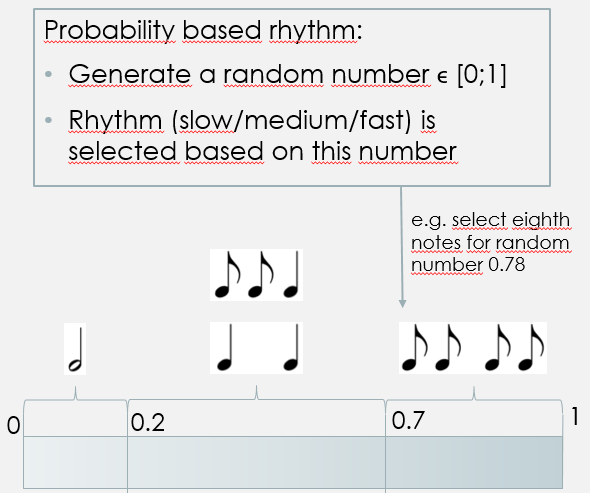 Probability based rhythm:
• Generate a random number ϵ [0;1]
• Rhythm (slow/medium/fast) is
selected based on this number
e.g. select eighth
notes for random
number 0.78
0
0.2
0.7
1